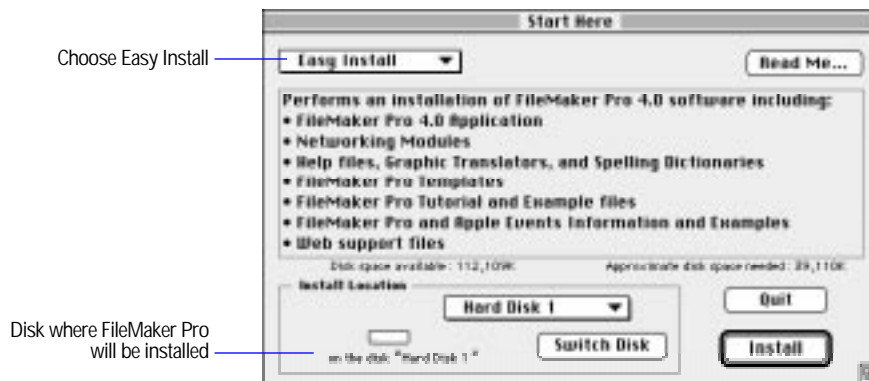 Start Here
Choose Easy Install
Easy Install
Read Me...
Performs an installation of FileMaker Pro 4.0 software including:
• FileMaker Pro 4.0 Application
• Networking Modules
• Help files, Graphic Translators, and Spelling Dictionaries
• FileMaker Pro Templates
• FileMaker Pro Tutorial and Example files
• FileMaker Pro and Apple Events Information and Examples
• Web support files
Disk space available: 112,109K Approximate disk space needed: 39,110K
Install Location
Hard Disk 1
Quit
Disk where FileMaker Pro
will be installed
on the disk "Hard Disk 1"
Switch Disk
Install